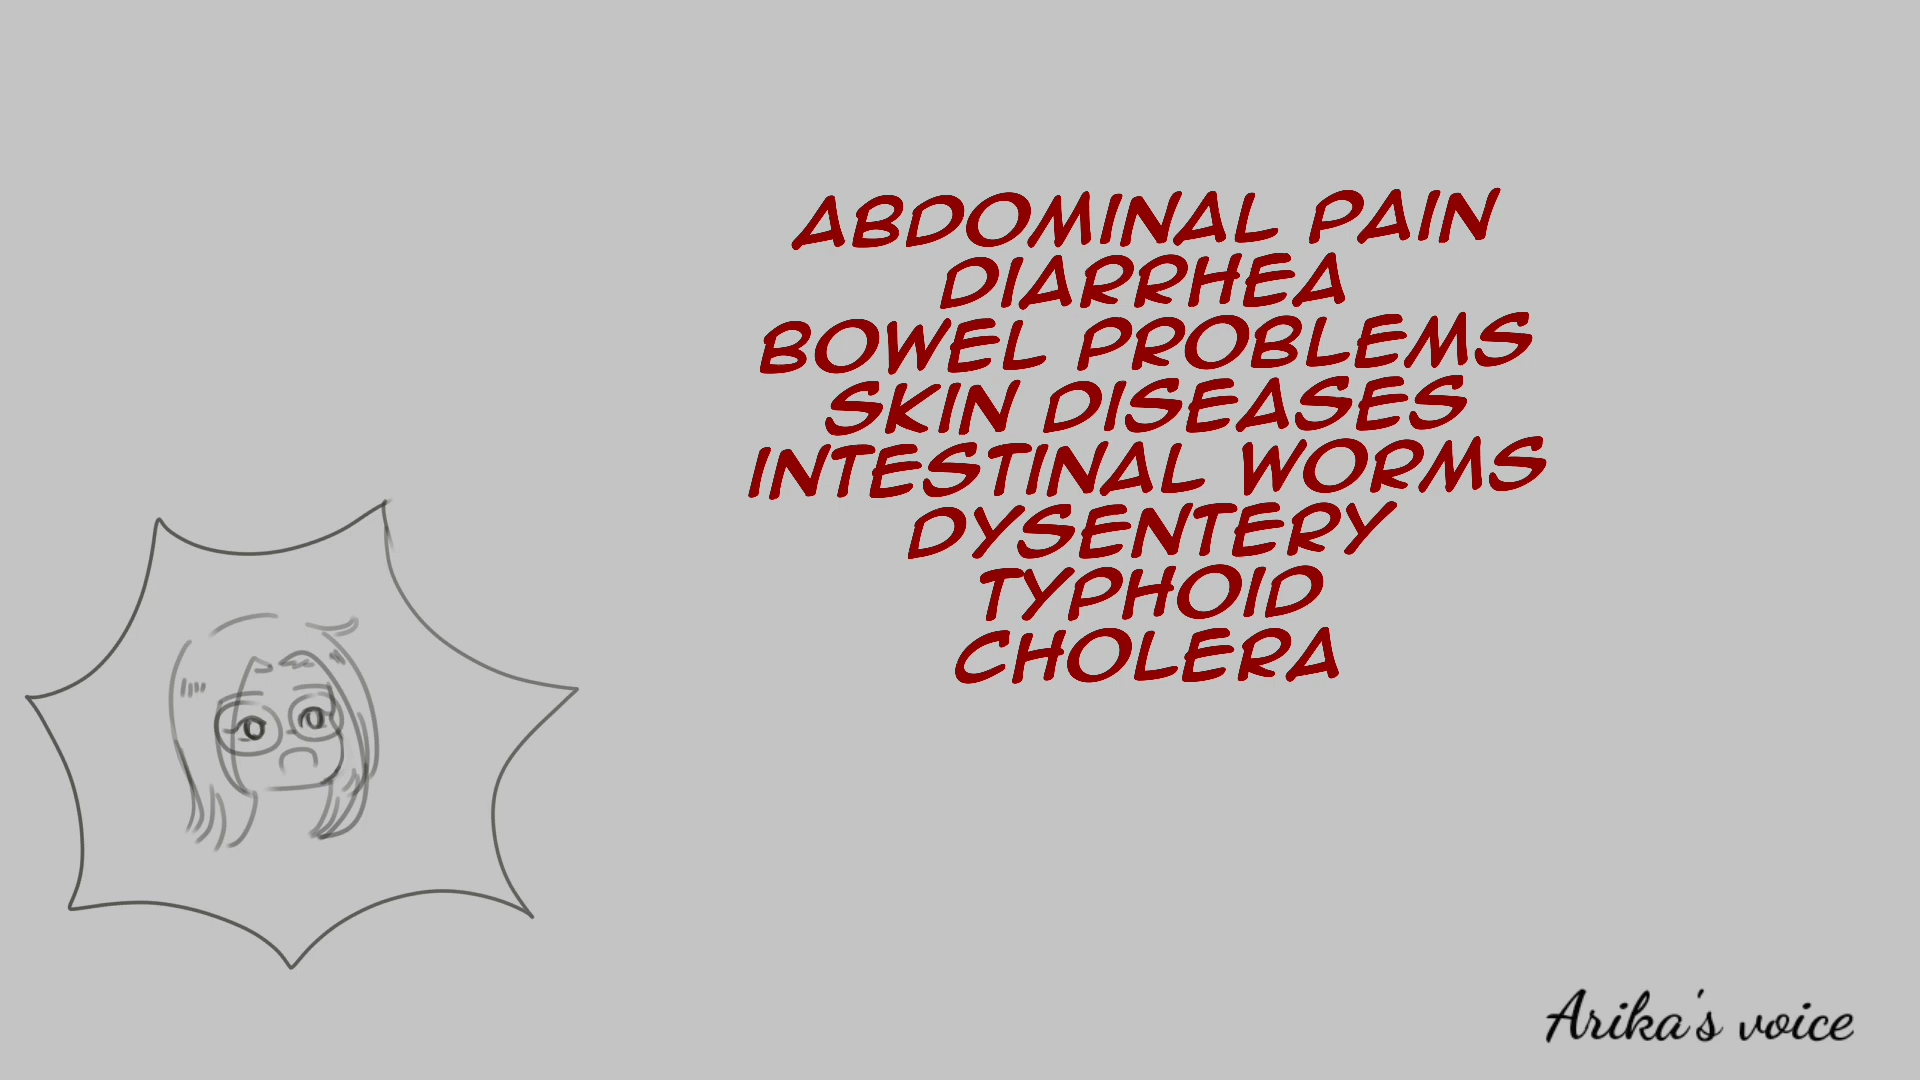 ABDOMINAL PAIN
DIARRHEA
BOWEL PROBLEMS
SKIN DISEASES
INTESTINAL WORMS
DYSENTERY
TYPHOID
CHOLERA
Arika's voice